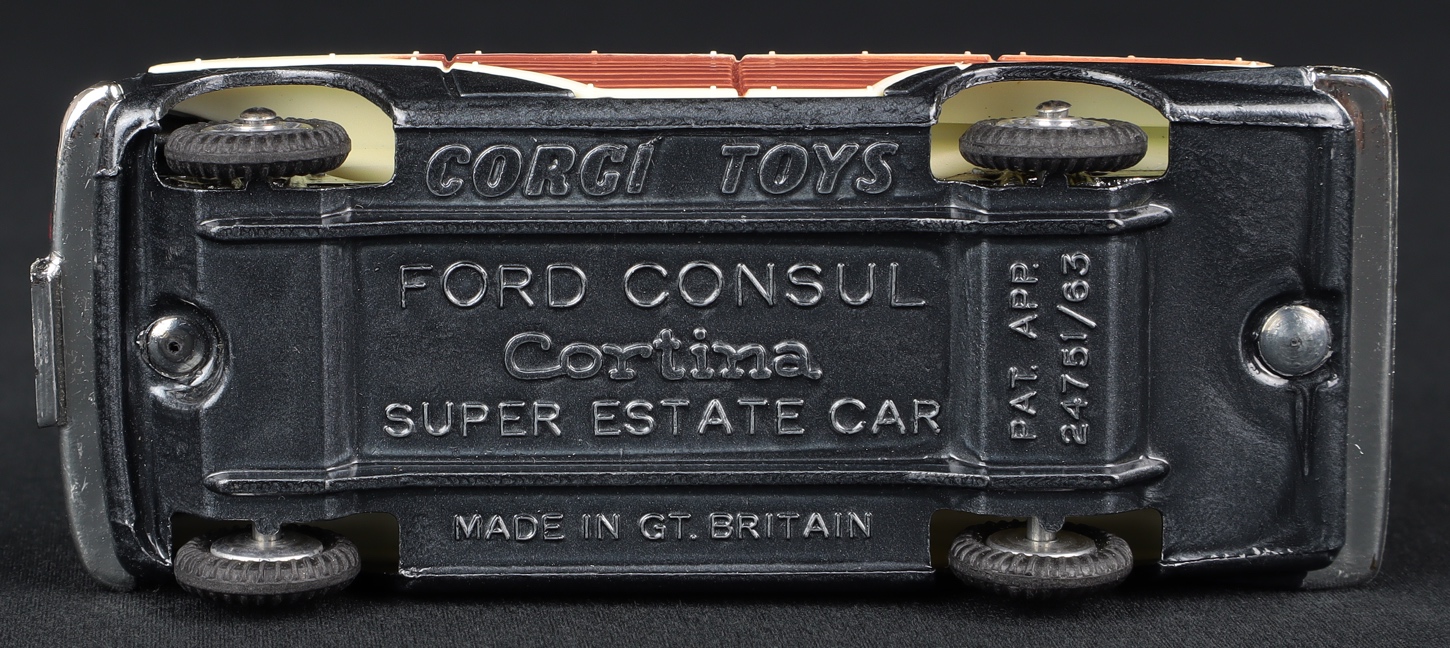 CORGI TOYS
FORD CONSUL
Cortina
SUPER ESTATE CAR
PAT. APP.
24751/63
MADE IN GT. BRITAIN